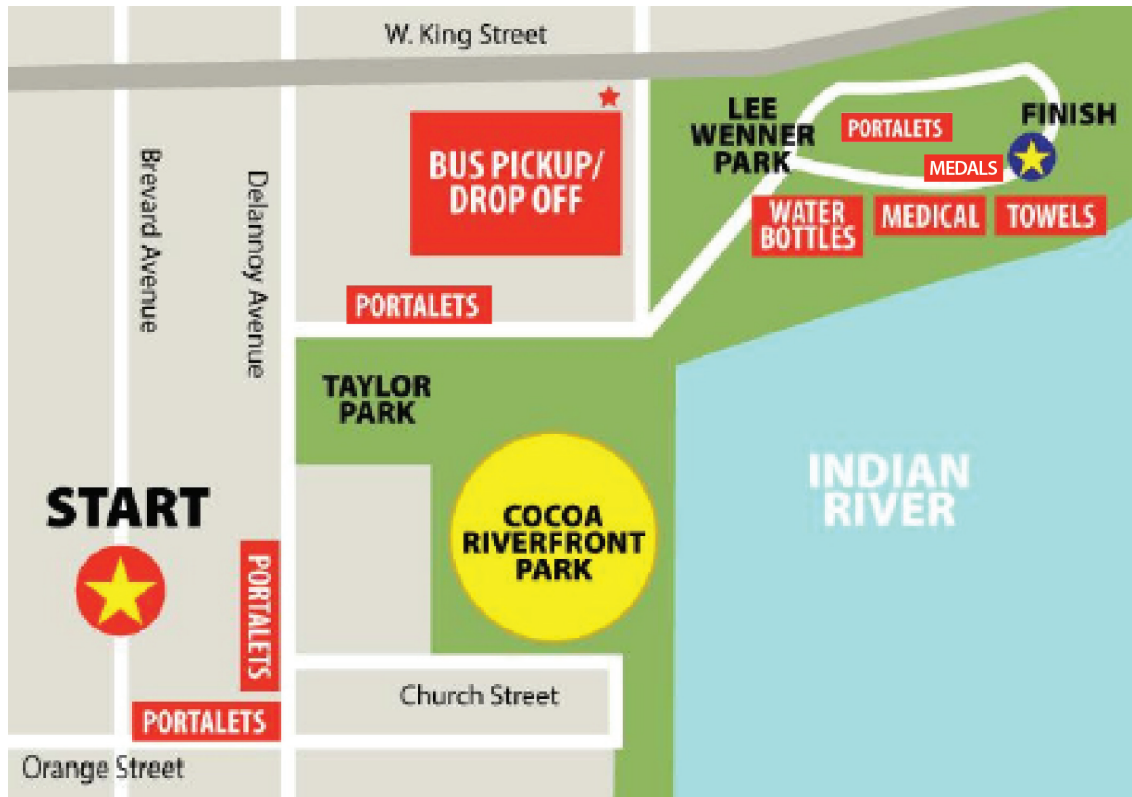 W. King Street
LEE
WENNER
PARK
PORTALETS
FINISH
MEDALS
BUS PICKUP/
DROP OFF
WATER
BOTTLES
MEDICAL
TOWELS
Brevard Avenue
Delannoy Avenue
PORTALETS
TAYLOR
PARK
INDIAN
RIVER
START
COCOA
RIVERFRONT
PARK
PORTALETS
Church Street
PORTALETS
Orange Street